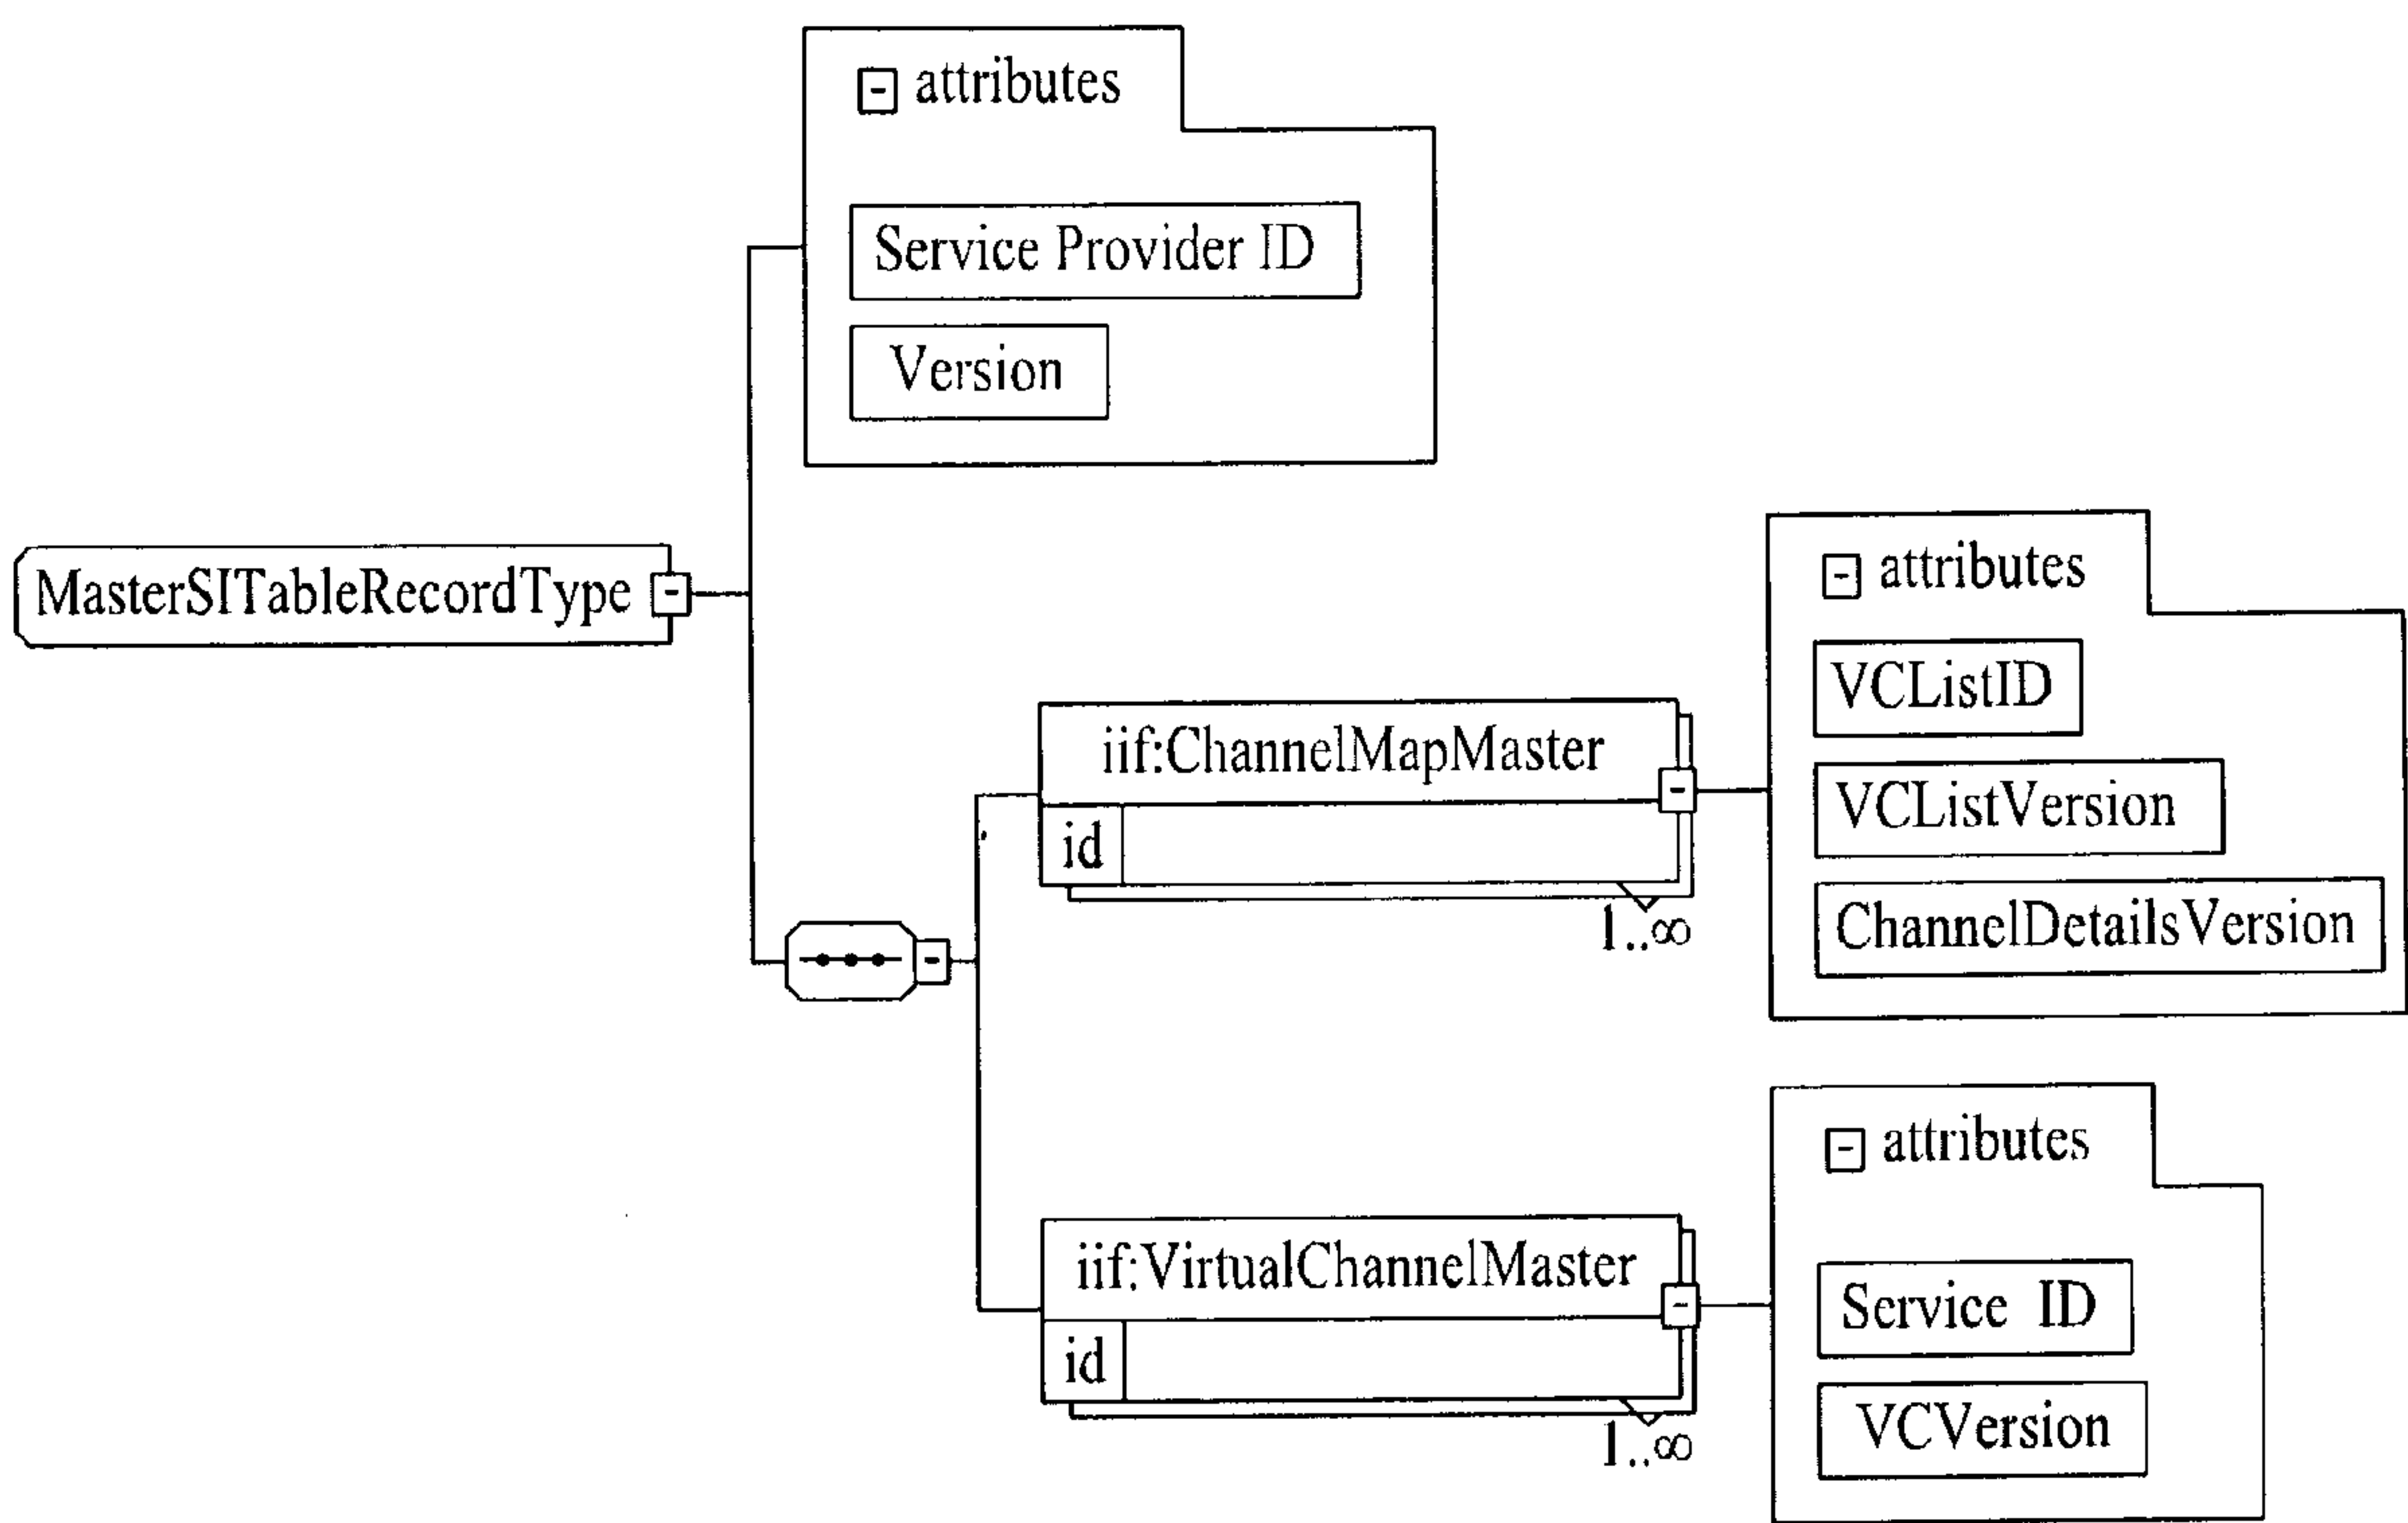 attributes
Service Provider ID
Version
MasterSITableRecordType
attributes
VCListID
VCListVersion
ChannelDetailsVersion
iif:ChannelMapMaster
id
1..∞
attributes
Service ID
VCVersion
iif:VirtualChannelMaster
id
1..∞